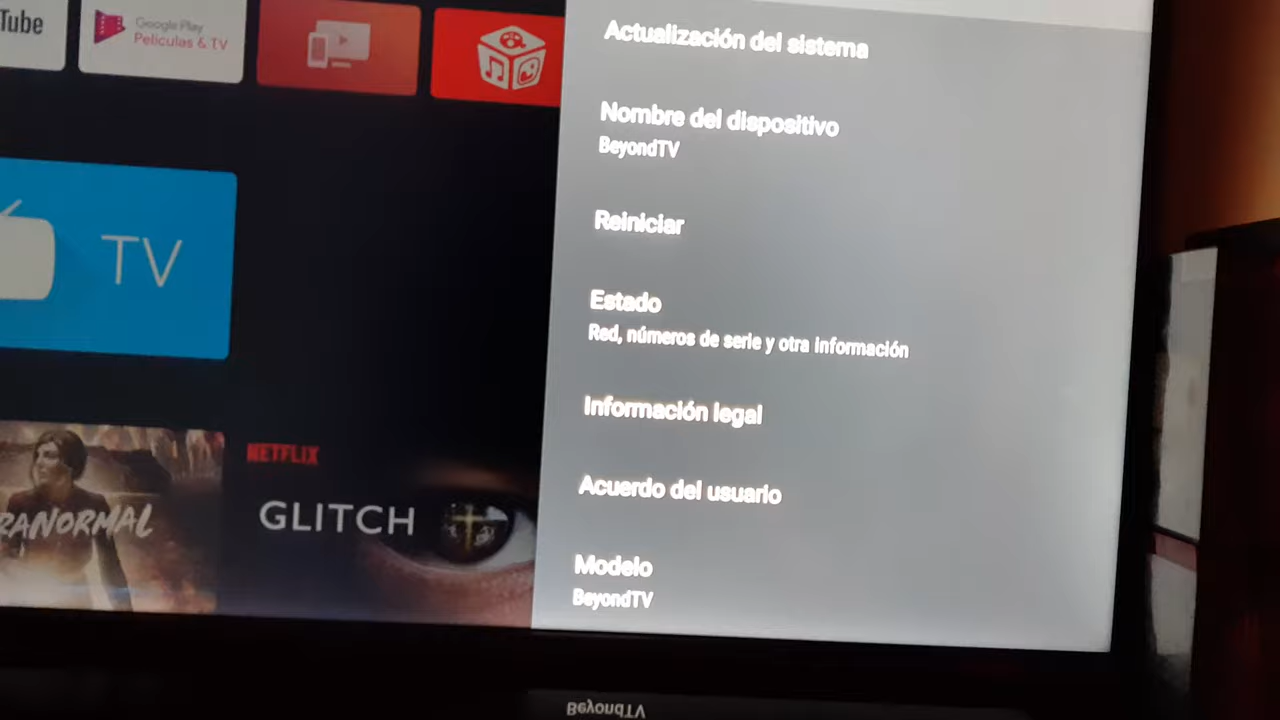 Tube
Google Play
Películas & TV
TV
RANORMAL
NETFLIX
GLITCH
Actualización del sistema
Nombre del dispositivo
BeyondTV
Reiniciar
Estado
Red, números de serie y otra información
Información legal
Acuerdo del usuario
Modelo
BeyondTV
BeyondTV